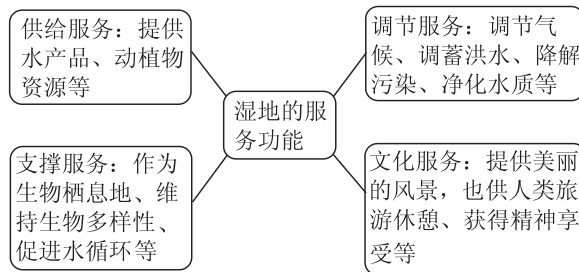 供给服务：提供
水产品、动植物
资源等
调节服务：调节气
候、调蓄洪水、降解
污染、净化水质等
湿地的服
务功能
支撑服务：作为
生物栖息地、维
持生物多样性、
促进水循环等
文化服务：提供美丽
的风景，也供人类旅
游休憩、获得精神享
受等